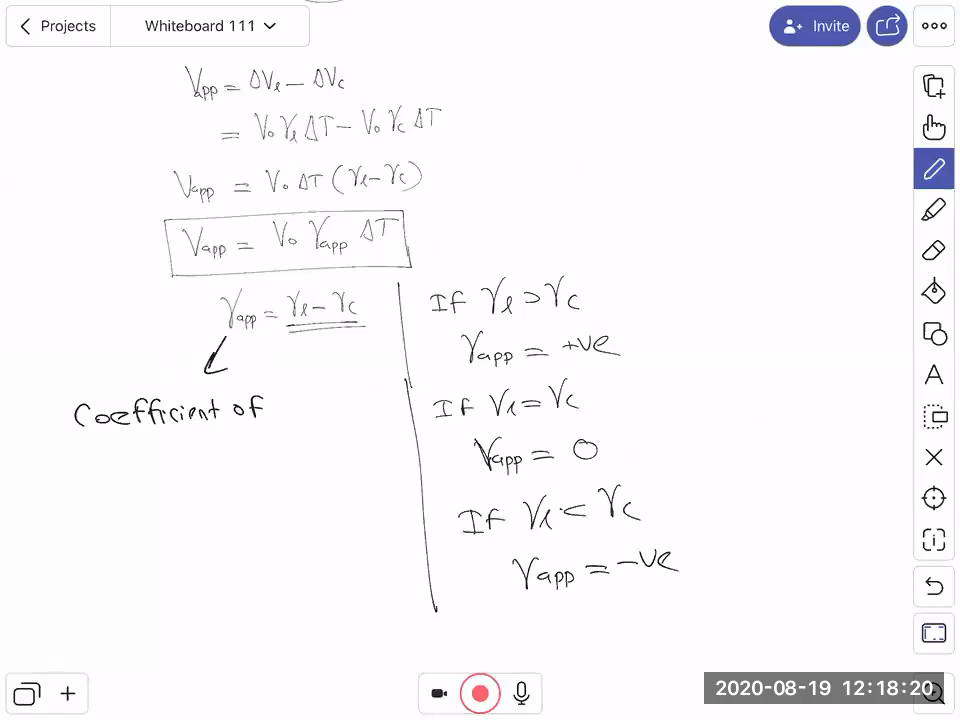 Projects
Whiteboard 111
Invite
Vapp = ΔVl − ΔVc
= V0 γl ΔT − V0 γc ΔT
Vapp = V0 ΔT (γl − γc)
Vapp = V0 γapp ΔT
γapp = γl − γc
Coefficient of
If γl > γc
γapp = +ve
If γl = γc
γapp = 0
If γl < γc
γapp = −ve
A
2020-08-19 12:18:20